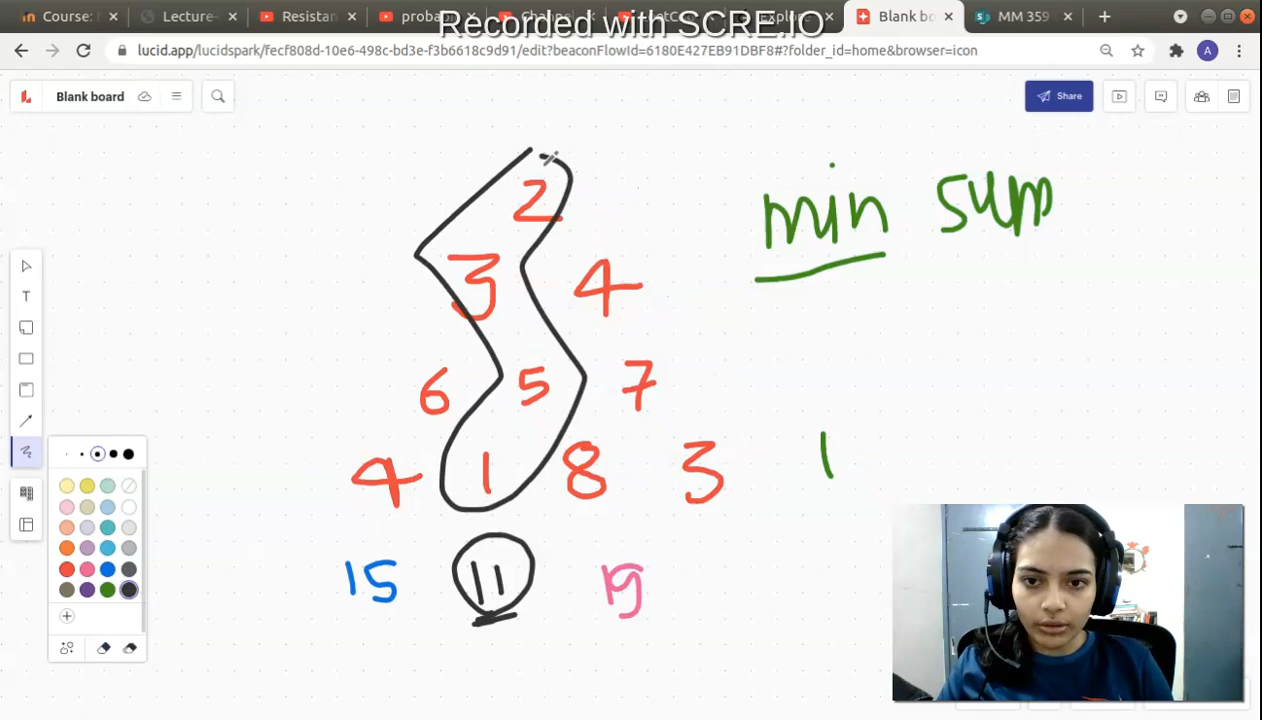 Recorded with SCRE.IO
Course:
Lecture-
Resistan
proba
Blank bo
MM 359
lucid.app/lucidspark/fecf808d-10e6-498c-bd3e-f3b6618c9d91/edit?beaconFlowId=6180E427EB91DBF8#?folder_id=home&browser=icon
A
Blank board
Share
T
2
min sum
3 4
6 5 7
4 1 8 3 1
15 11 19